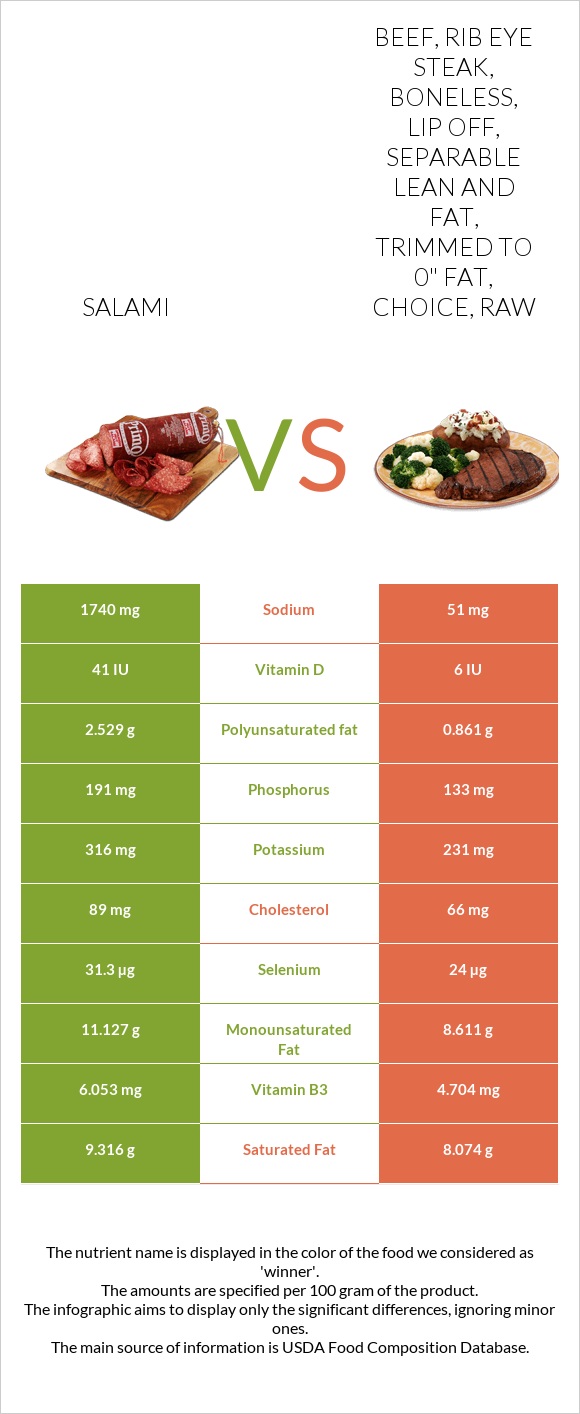 SALAMI
BEEF, RIB EYE
STEAK,
BONELESS,
LIP OFF,
SEPARABLE
LEAN AND
FAT,
TRIMMED TO
0" FAT,
CHOICE, RAW
VS
1740 mg Sodium 51 mg
41 IU Vitamin D 6 IU
2.529 g Polyunsaturated fat 0.861 g
191 mg Phosphorus 133 mg
316 mg Potassium 231 mg
89 mg Cholesterol 66 mg
31.3 µg Selenium 24 µg
11.127 g Monounsaturated 8.611 g
Fat
6.053 mg Vitamin B3 4.704 mg
9.316 g Saturated Fat 8.074 g
The nutrient name is displayed in the color of the food we considered as
'winner'.
The amounts are specified per 100 gram of the product.
The infographic aims to display only the significant differences, ignoring minor
ones.
The main source of information is USDA Food Composition Database.